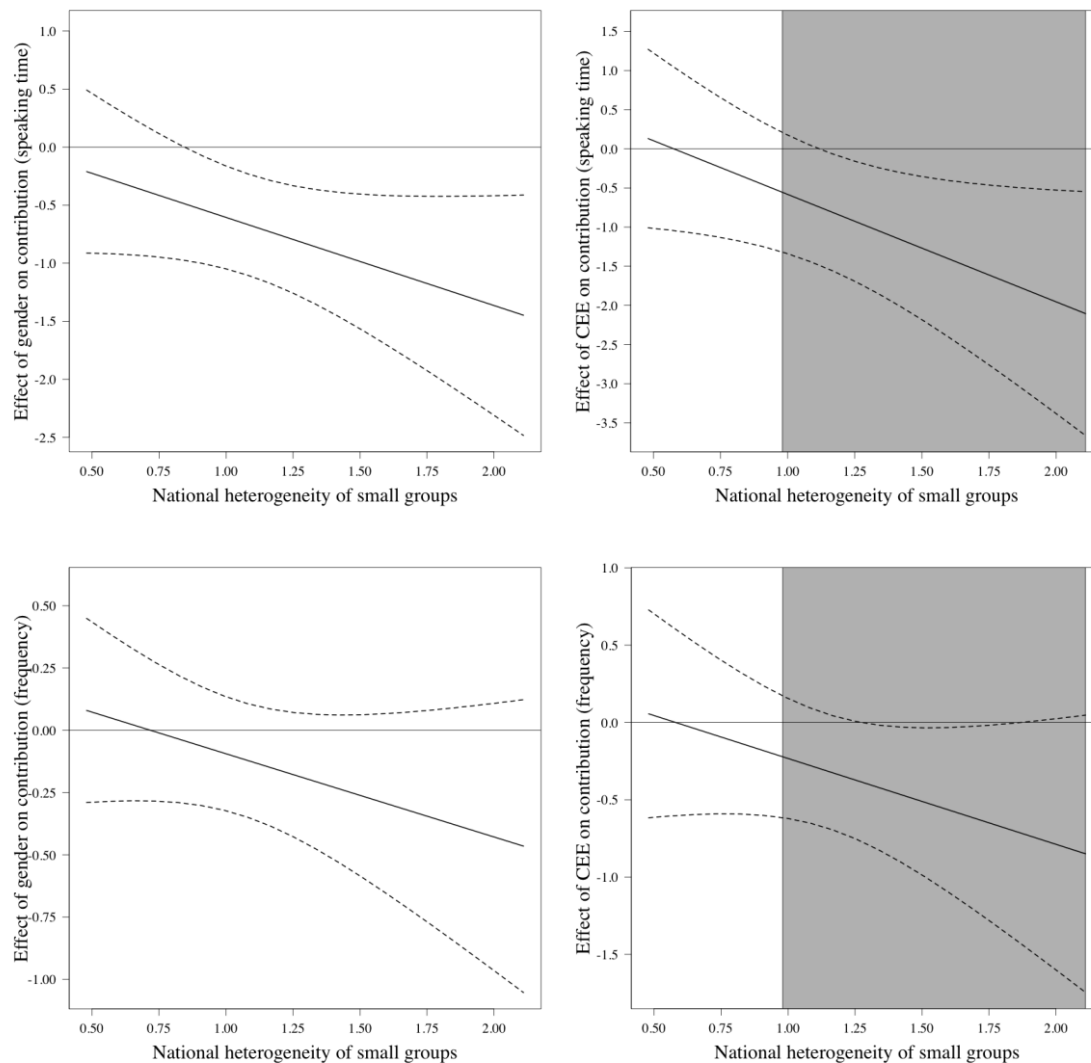 Effect of gender on contribution (speaking time)
1.0
0.5
0.0
-0.5
-1.0
-1.5
-2.0
-2.5
0.50 0.75 1.00 1.25 1.50 1.75 2.00
National heterogeneity of small groups
Effect of CEE on contribution (speaking time)
1.5
1.0
0.5
0.0
-0.5
-1.0
-1.5
-2.0
-2.5
-3.0
-3.5
0.50 0.75 1.00 1.25 1.50 1.75 2.00
National heterogeneity of small groups
Effect of gender on contribution (frequency)
0.50
0.25
0.00
-0.25
-0.50
-0.75
-1.00
0.50 0.75 1.00 1.25 1.50 1.75 2.00
National heterogeneity of small groups
Effect of CEE on contribution (frequency)
1.0
0.5
0.0
-0.5
-1.0
-1.5
0.50 0.75 1.00 1.25 1.50 1.75 2.00
National heterogeneity of small groups